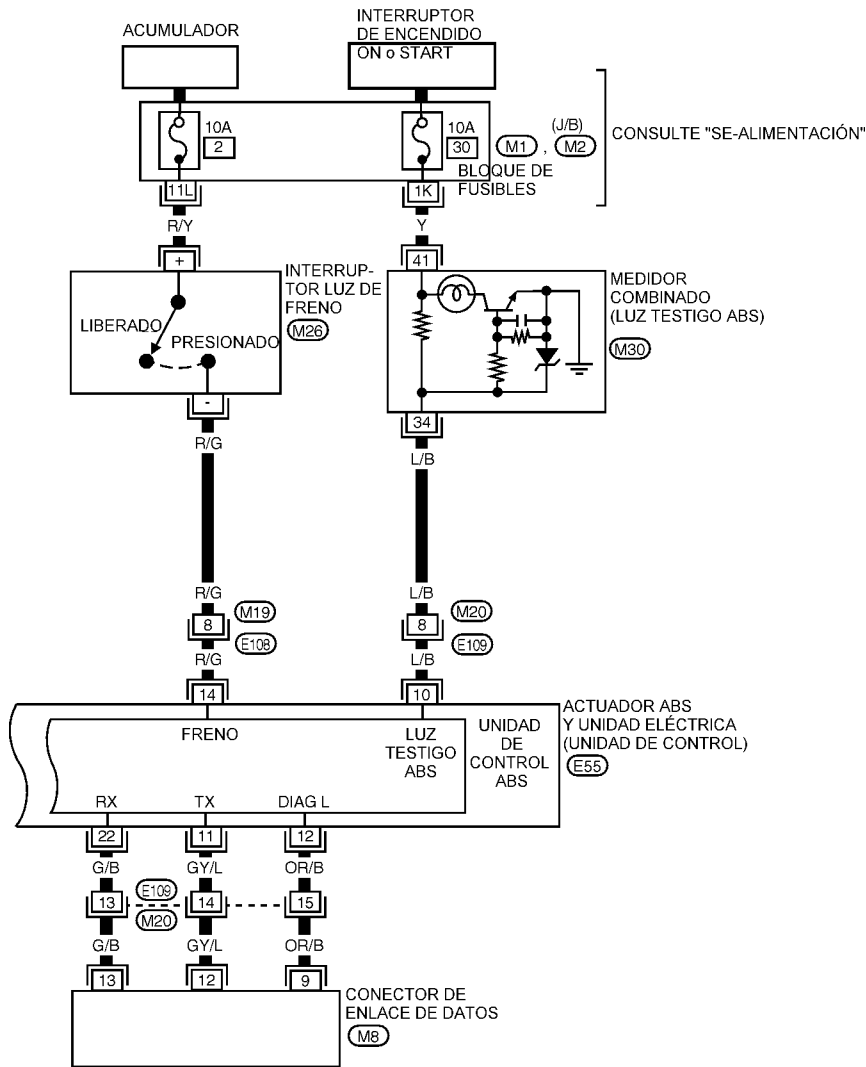 ACUMULADOR
INTERRUPTOR
DE ENCENDIDO
ON o START
10A
2
10A
30
M1 , M2
(J/B)
BLOQUE DE
FUSIBLES
CONSULTE "SE-ALIMENTACIÓN"
11L
1K
R/Y
Y
+
41
INTERRUP-
TOR LUZ DE
FRENO
M26
LIBERADO
PRESIONADO
MEDIDOR
COMBINADO
(LUZ TESTIGO ABS)
M30
-
34
R/G
L/B
R/G
L/B
8
M19
E108
8
M20
E109
R/G
L/B
14
10
FRENO
LUZ
TESTIGO
ABS
UNIDAD
DE
CONTROL
ABS
ACTUADOR ABS
Y UNIDAD ELÉCTRICA
(UNIDAD DE CONTROL)
E55
RX
TX
DIAG L
22
11
12
G/B
GY/L
OR/B
13
E109
M20
14
15
G/B
GY/L
OR/B
13
12
9
CONECTOR DE
ENLACE DE DATOS
M8